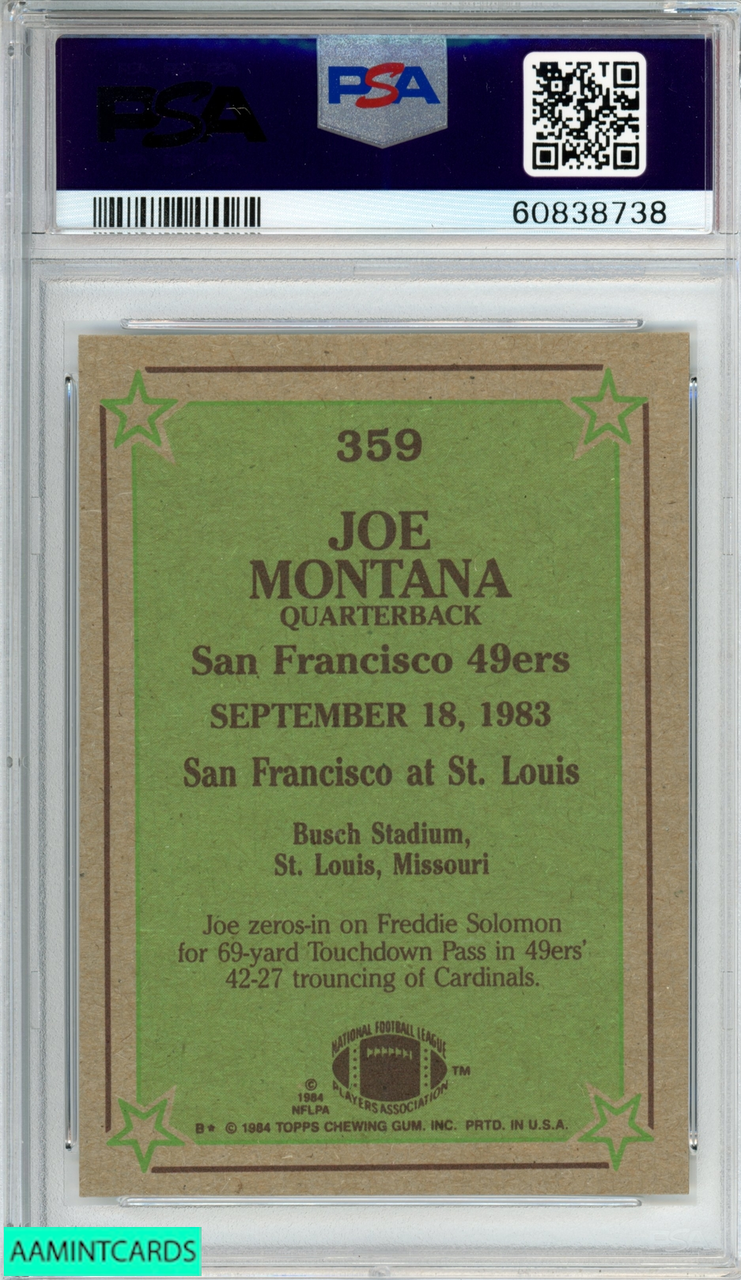 PSA
PSA
60838738
359
JOE
MONTANA
QUARTERBACK
San Francisco 49ers
SEPTEMBER 18, 1983
San Francisco at St. Louis
Busch Stadium,
St. Louis, Missouri
Joe zeros-in on Freddie Solomon
for 69-yard Touchdown Pass in 49ers'
42-27 trouncing of Cardinals.
NATIONAL FOOTBALL LEAGUE
PLAYERS ASSOCIATION
TM
©
1984
NFLPA
B* © 1984 TOPPS CHEWING GUM. INC. PRTD. IN U.S.A.
AAMINTCARDS